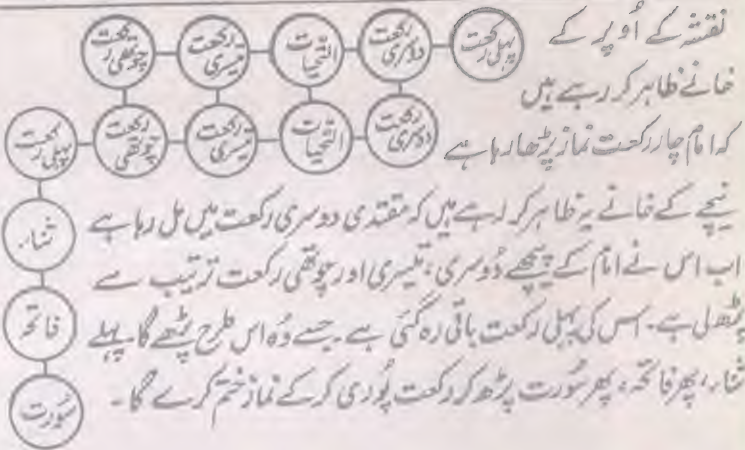 نقشہ کے اُوپر کے
پہلی رکعت
دوسری رکعت
التحیات
تیسری رکعت
چوتھی رکعت
خانے ظاہر کر رہے ہیں
کہ امام چار رکعت نماز پڑھا رہا ہے
دوسری رکعت
التحیات
تیسری رکعت
چوتھی رکعت
پہلی رکعت
ثناء
فاتحہ
سُورت
نیچے کے خانے یہ ظاہر کر رہے ہیں کہ مقتدی دوسری رکعت میں مل رہا ہے
اب اس نے امام کے پیچھے دُوسری، تیسری اور چوتھی رکعت ترتیب سے
پڑھ لی ہے۔ اس کی پہلی رکعت باقی رہ گئی ہے۔ جسے وُہ اس طرح پڑھے گا۔ پہلے
ثناء، پھر فاتحہ، پھر سُورت پڑھ کر رکعت پُوری کر کے نماز ختم کرے گا۔